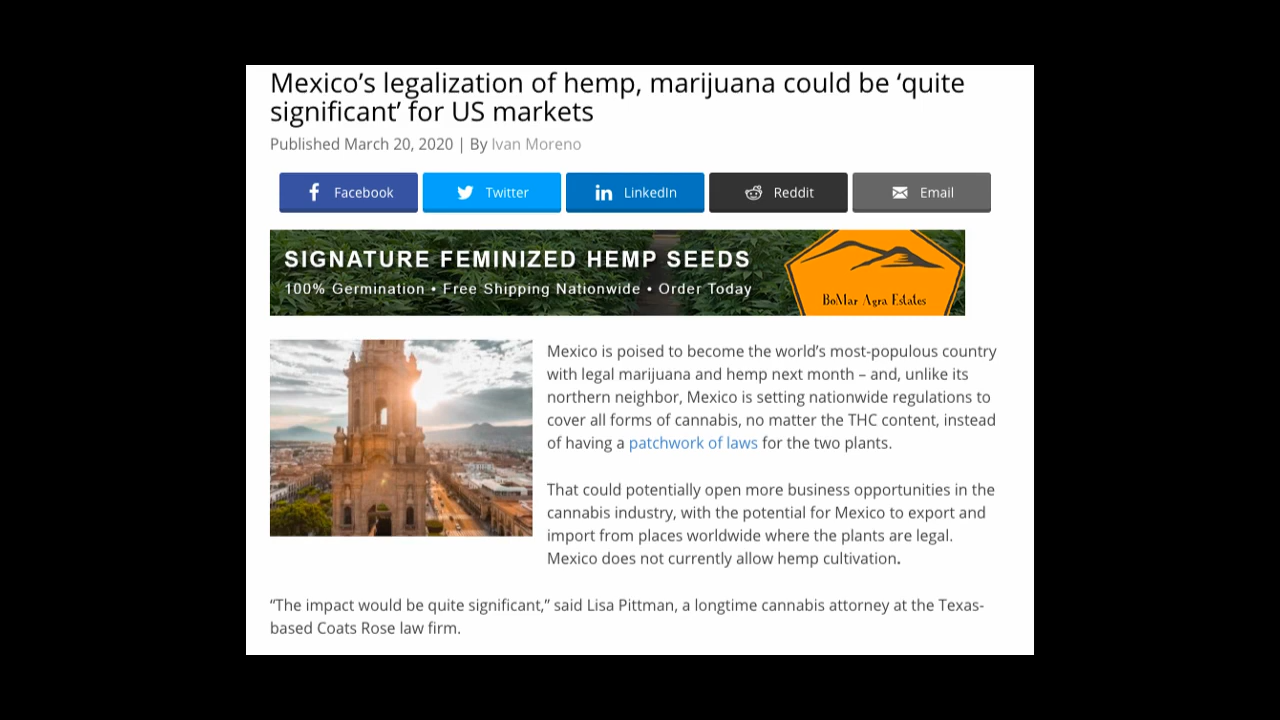 Mexico’s legalization of hemp, marijuana could be ‘quite
significant’ for US markets
Published March 20, 2020 | By Ivan Moreno
Facebook
Twitter
LinkedIn
Reddit
Email
SIGNATURE FEMINIZED HEMP SEEDS
100% Germination • Free Shipping Nationwide • Order Today
BoMar Agra Estates
Mexico is poised to become the world’s most-populous country
with legal marijuana and hemp next month – and, unlike its
northern neighbor, Mexico is setting nationwide regulations to
cover all forms of cannabis, no matter the THC content, instead
of having a patchwork of laws for the two plants.
That could potentially open more business opportunities in the
cannabis industry, with the potential for Mexico to export and
import from places worldwide where the plants are legal.
Mexico does not currently allow hemp cultivation.
“The impact would be quite significant,” said Lisa Pittman, a longtime cannabis attorney at the Texas-
based Coats Rose law firm.